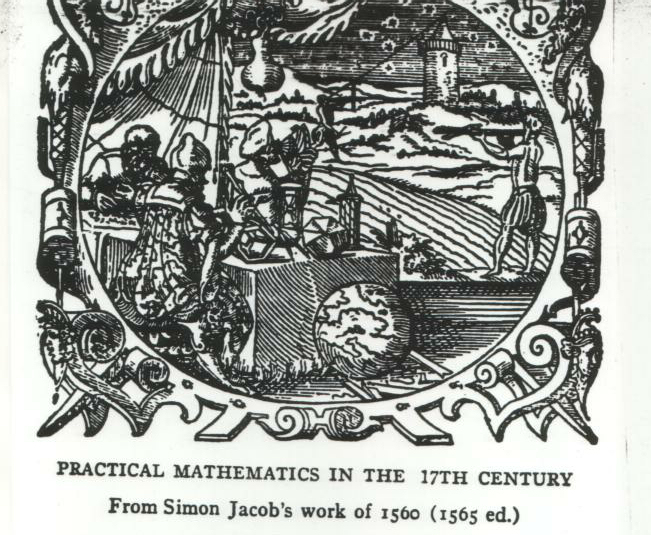 PRACTICAL MATHEMATICS IN THE 17TH CENTURY
From Simon Jacob's work of 1560 (1565 ed.)